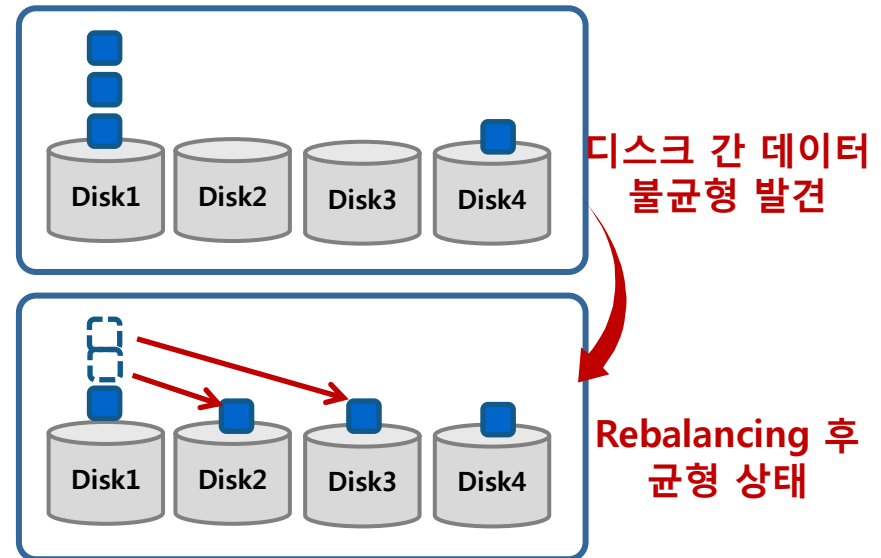 Disk1
Disk2
Disk3
Disk4
디스크 간 데이터
불균형 발견
Disk1
Disk2
Disk3
Disk4
Rebalancing 후
균형 상태